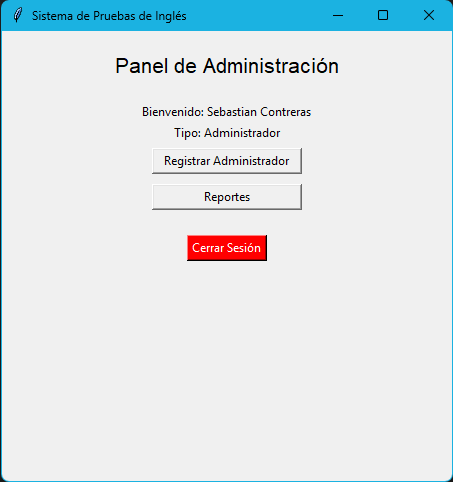 Sistema de Pruebas de Inglés
Panel de Administración
Bienvenido: Sebastian Contreras
Tipo: Administrador
Registrar Administrador
Reportes
Cerrar Sesión